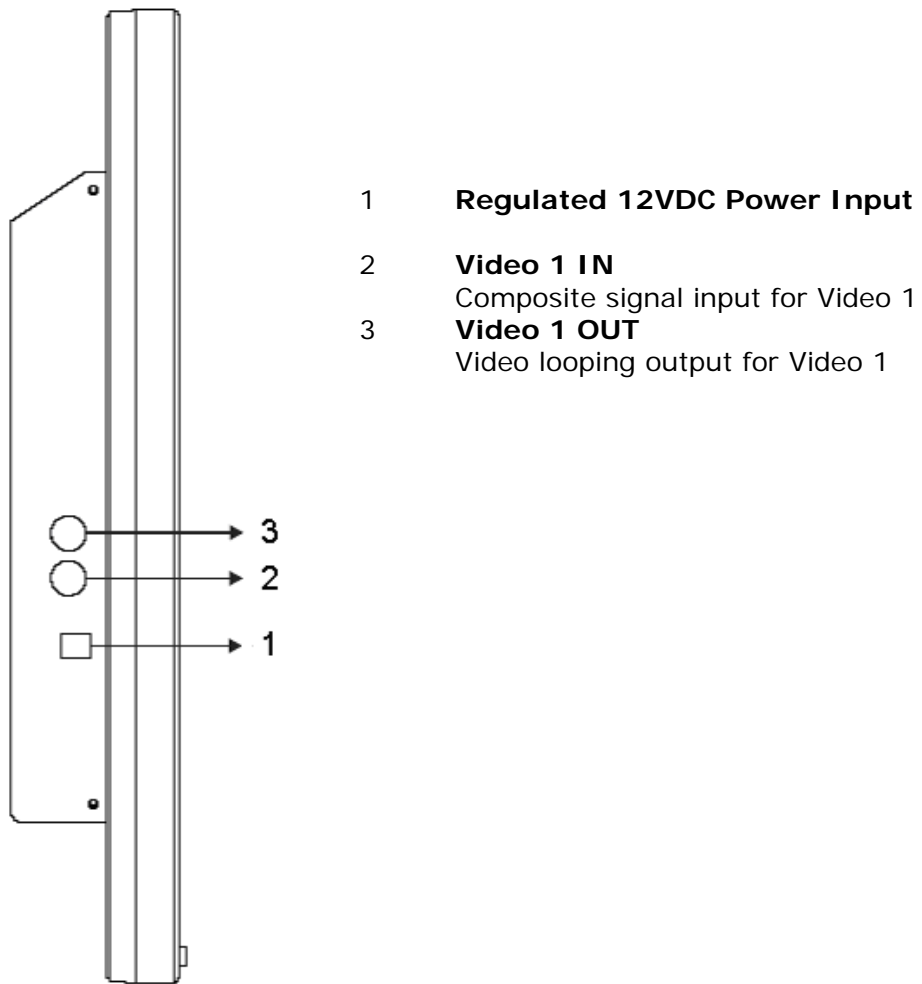 1 Regulated 12VDC Power Input
2 Video 1 IN
Composite signal input for Video 1
3 Video 1 OUT
Video looping output for Video 1
3
2
1